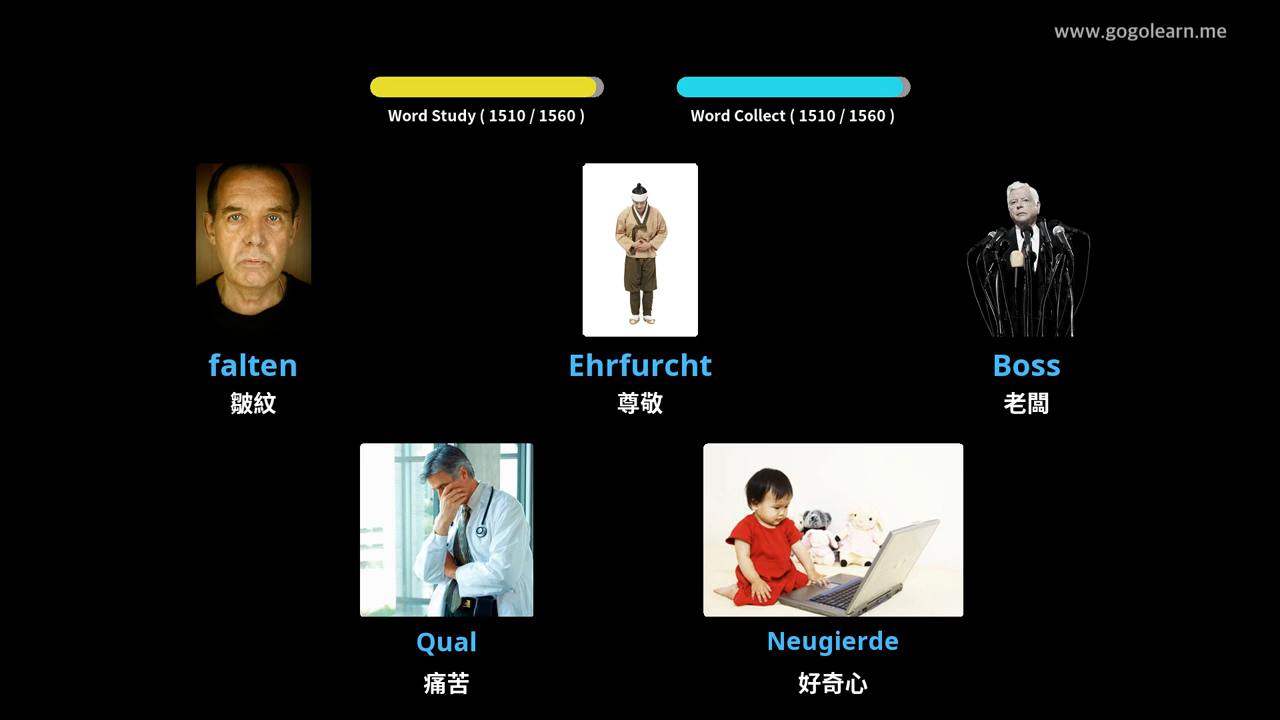 www.gogolearn.me
Word Study ( 1510 / 1560 )
Word Collect ( 1510 / 1560 )
falten
皺紋
Ehrfurcht
尊敬
Boss
老闆
Qual
痛苦
Neugierde
好奇心